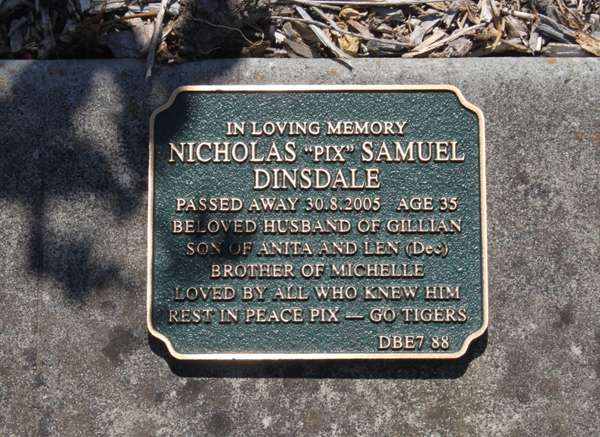 IN LOVING MEMORY
NICHOLAS "PIX" SAMUEL
DINSDALE
PASSED AWAY 30.8.2005 AGE 35
BELOVED HUSBAND OF GILLIAN
SON OF ANITA AND LEN (Dec)
BROTHER OF MICHELLE
LOVED BY ALL WHO KNEW HIM
REST IN PEACE PIX — GO TIGERS
DBE7 88